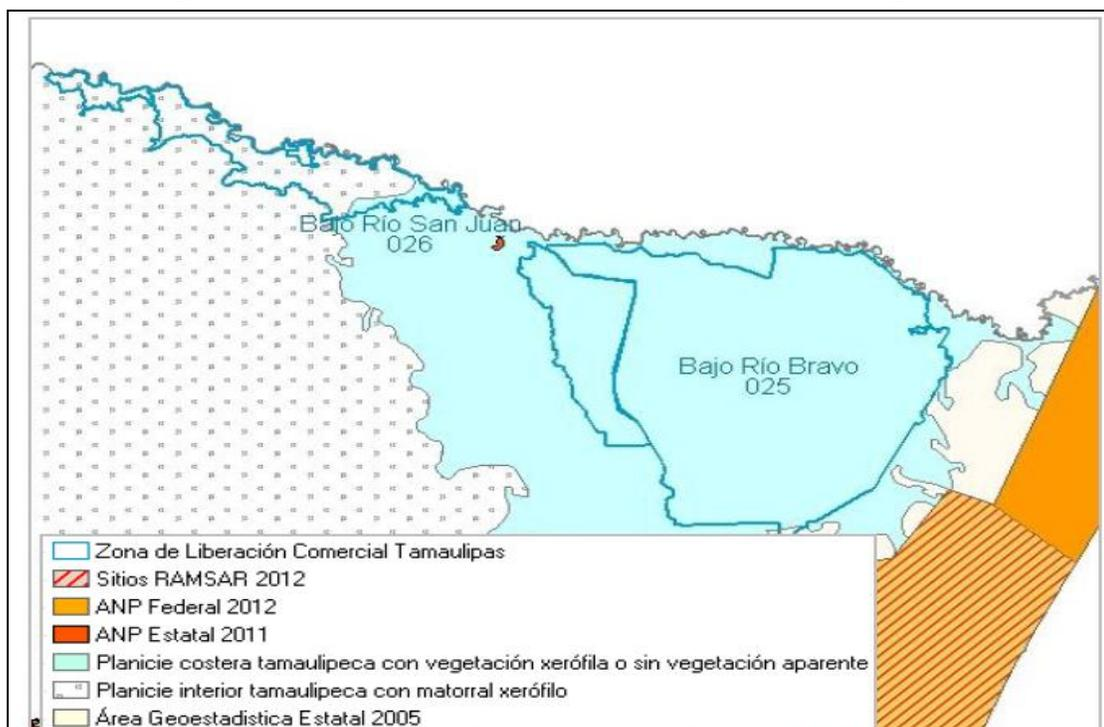 Bajo Río San Juan
026
Bajo Río Bravo
025
Zona de Liberación Comercial Tamaulipas
Sitios RAMSAR 2012
ANP Federal 2012
ANP Estatal 2011
Planicie costera tamaulipeca con vegetación xerófila o sin vegetación aparente
Planicie interior tamaulipeca con matorral xerófilo
Área Geoestadistica Estatal 2005